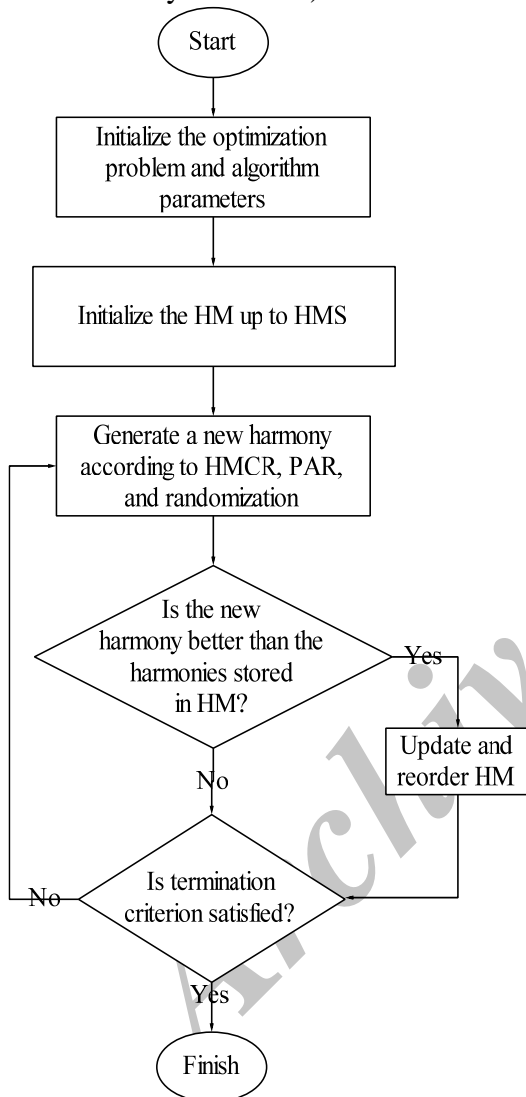 Start
Initialize the optimization
problem and algorithm
parameters
Initialize the HM up to HMS
Generate a new harmony
according to HMCR, PAR,
and randomization
Is the new
harmony better than the
harmonies stored
in HM?
Yes
Update and
reorder HM
No
Is termination
criterion satisfied?
No
Yes
Finish
Archiv